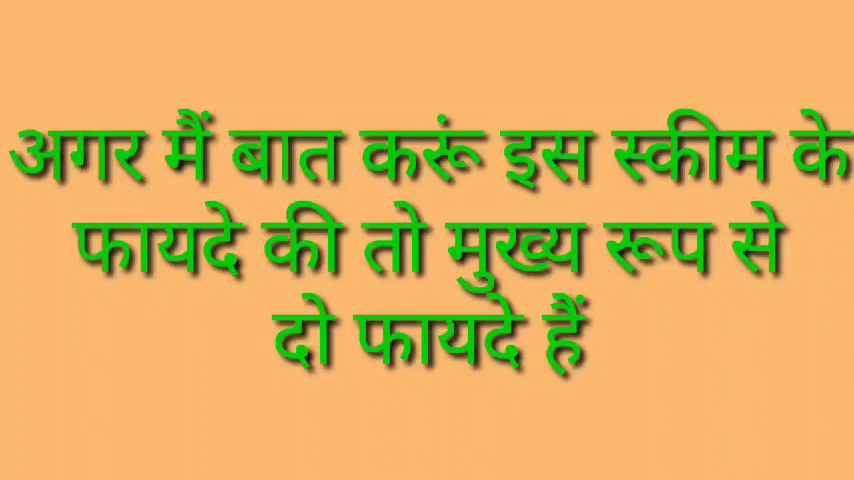 अगर मैं बात करूं इस स्कीम के
फायदे की तो मुख्य रूप से
दो फायदे हैं